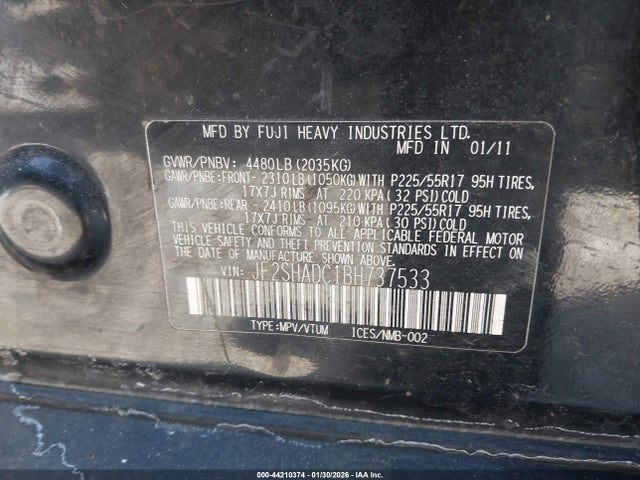 MFD BY FUJI HEAVY INDUSTRIES LTD.
MFD IN 01/11
GVWR/PNBV: 4480LB(2035KG)
GAWR/PNBE:FRONT- 2310LB(1050KG)WITH P225/55R17 95H TIRES,
17X7J RIMS AT 220 KPA(32 PSI)COLD
GAWR/PNBE:REAR - 2410LB(1095KG)WITH P225/55R17 95H TIRES,
17X7J RIMS AT 210 KPA(30 PSI)COLD
THIS VEHICLE CONFORMS TO ALL APPLICABLE FEDERAL MOTOR
VEHICLE SAFETY AND THEFT PREVENTION STANDARDS IN EFFECT ON
THE DATE OF MANUFACTURE SHOWN ABOVE.
VIN: JF2SHADC1BH737533
TYPE:MPV/VTUM ICES/NMB-002
000-44210374 | 01/30/2026 - IAA Inc.